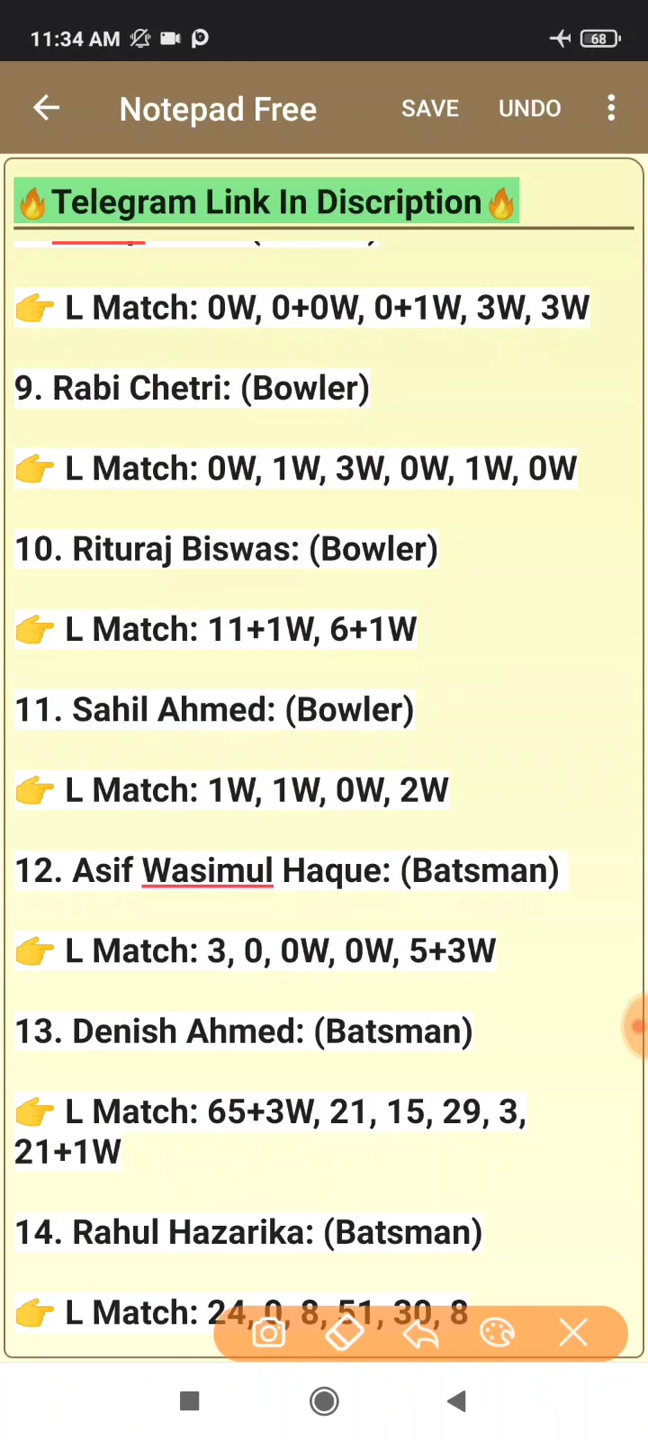 11:34 AM
68
Notepad Free SAVE UNDO
🔥Telegram Link In Discription🔥
👉 L Match: 0W, 0+0W, 0+1W, 3W, 3W
9. Rabi Chetri: (Bowler)
👉 L Match: 0W, 1W, 3W, 0W, 1W, 0W
10. Rituraj Biswas: (Bowler)
👉 L Match: 11+1W, 6+1W
11. Sahil Ahmed: (Bowler)
👉 L Match: 1W, 1W, 0W, 2W
12. Asif Wasimul Haque: (Batsman)
👉 L Match: 3, 0, 0W, 0W, 5+3W
13. Denish Ahmed: (Batsman)
👉 L Match: 65+3W, 21, 15, 29, 3,
21+1W
14. Rahul Hazarika: (Batsman)
👉 L Match: 24, 0, 8, 51, 30, 8